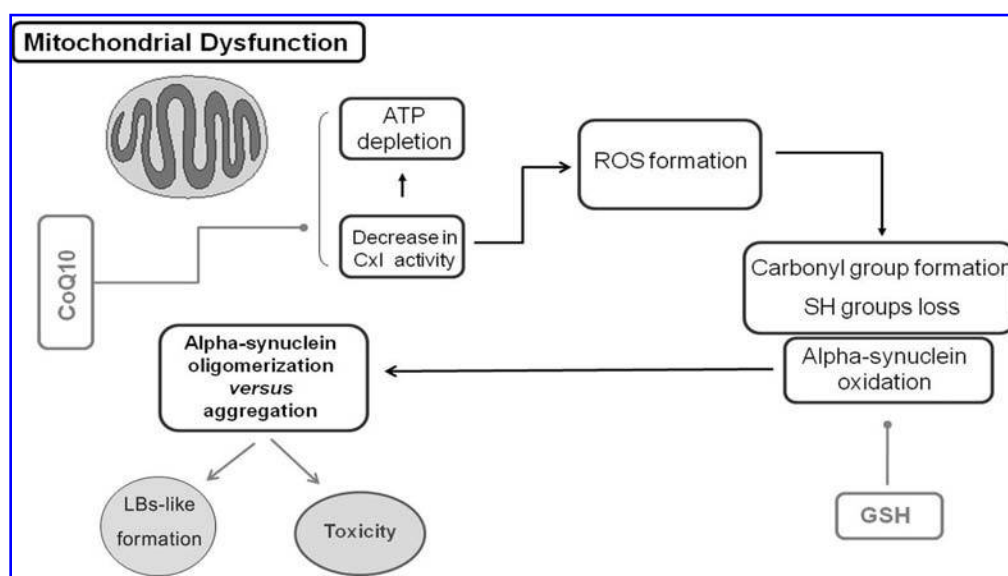 Mitochondrial Dysfunction
ATP
depletion
ROS formation
CoQ10
Decrease in
CxI activity
Carbonyl group formation
SH groups loss
Alpha-synuclein
oligomerization
versus
aggregation
Alpha-synuclein
oxidation
LBs-like
formation
Toxicity
GSH